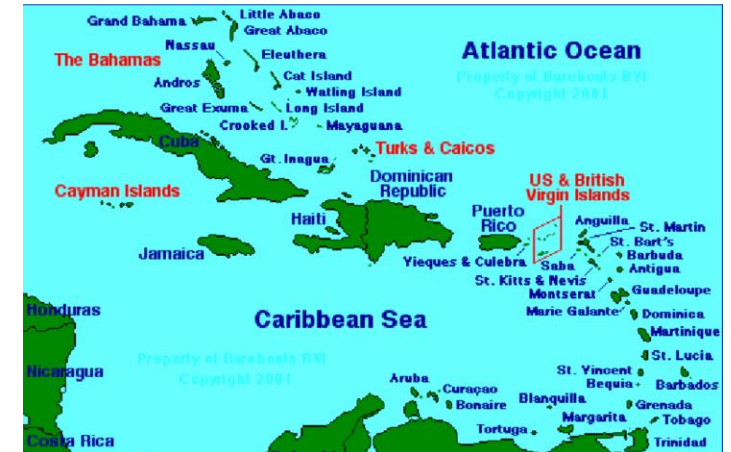 Little Abaco
Grand Bahama
Great Abaco
Nassau
Eleuthera
Atlantic Ocean
The Bahamas
Property of Bareboats BVI
Copyright 2001
Cat Island
Andros
Watling Island
Great Exuma
Long Island
Crooked I.
Mayaguana
Cuba
Turks & Caicos
Gt. Inagua
Dominican
Republic
US & British
Virgin Islands
Cayman Islands
Puerto
Rico
Haiti
Anguilla
St. Martin
St. Bart's
Jamaica
Yieques & Culebra
Saba
Barbuda
Antigua
St. Kitts & Nevis
Montserrat
Guadeloupe
Marie Galante
Honduras
Caribbean Sea
Dominica
Martinique
Property of Bareboats BVI
Copyright 2001
St. Lucia
Nicaragua
St. Vincent
Aruba
Bequia
Barbados
Curaçao
Bonaire
Blanquilla
Grenada
Margarita
Tobago
Tortuga
Costa Rica
Trinidad